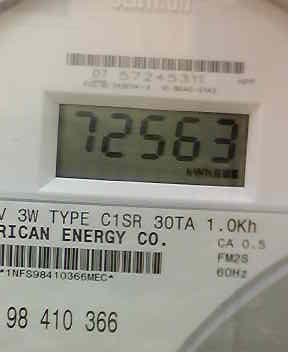 07 572453
72563
kWh
V 3W TYPE C1SR 30TA 1.0Kh
RICAN ENERGY CO. CA 0.5
FM2S
*1NFS98410366MEC* 60Hz
98 410 366